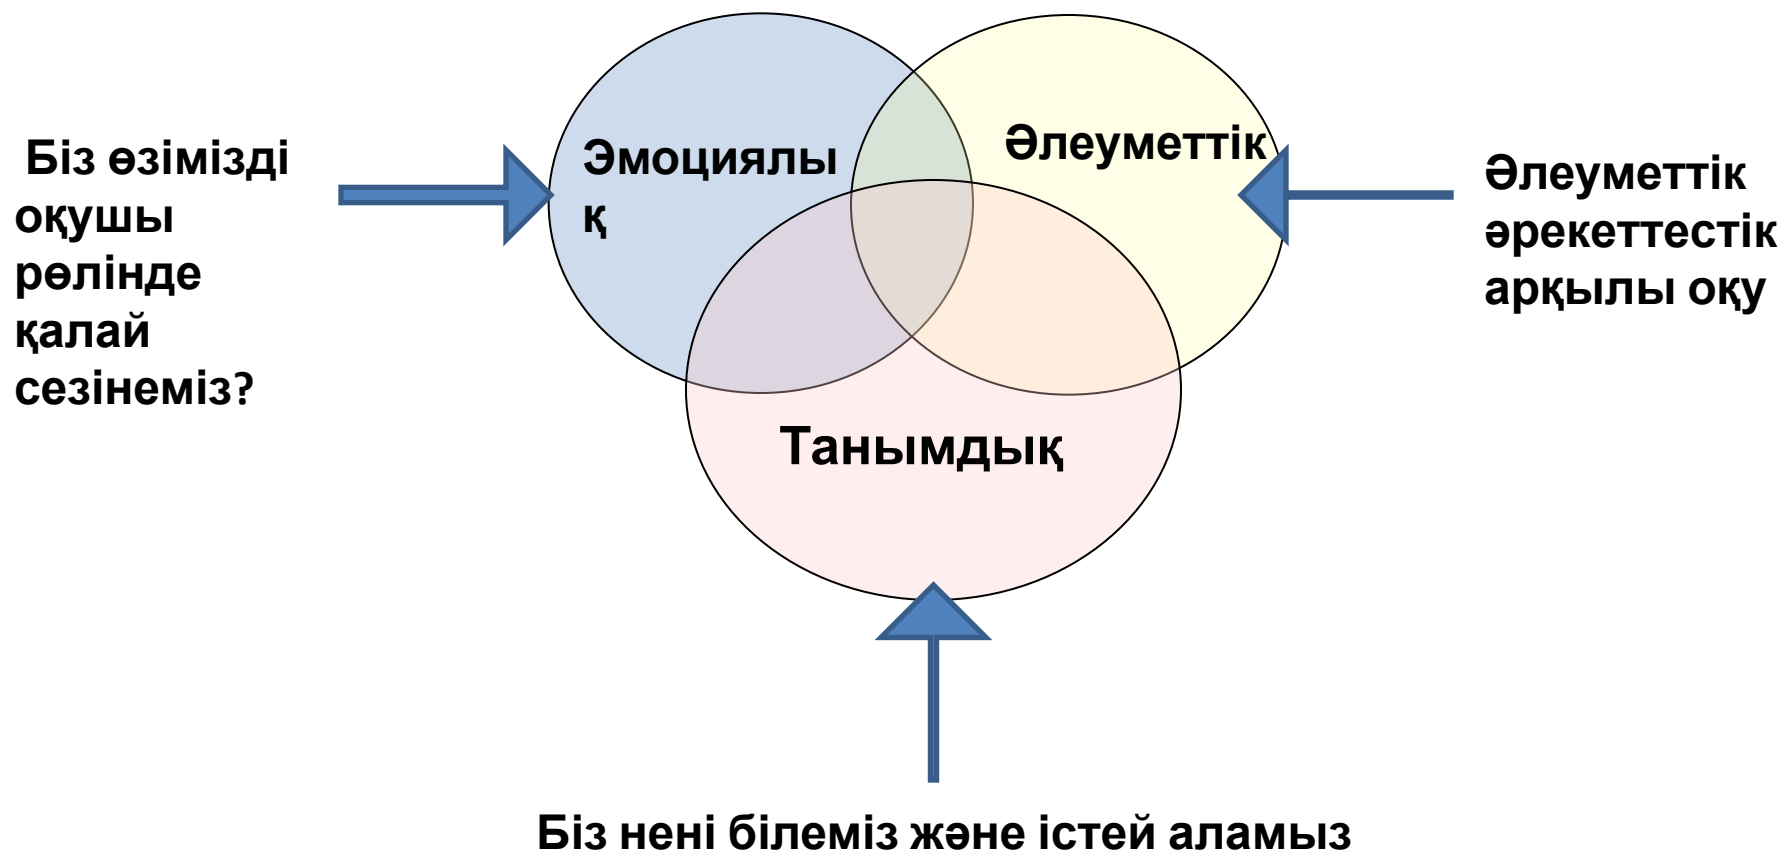 Біз өзімізді
оқушы
рөлінде
қалай
сезінеміз?
Эмоциялы
қ
Әлеуметтік
Әлеуметтік
әрекеттестік
арқылы оқу
Танымдық
Біз нені білеміз және істей аламыз